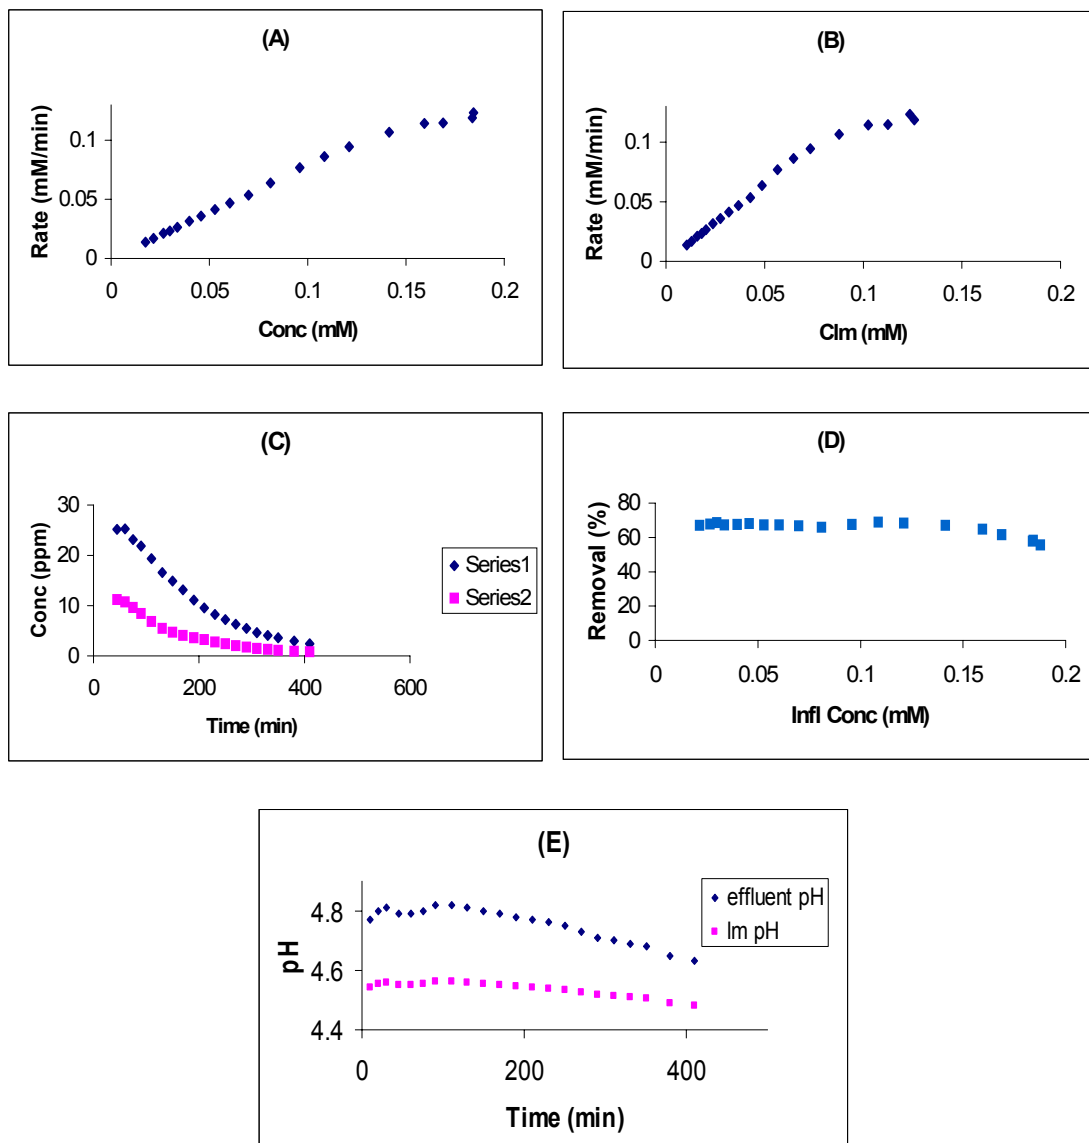 (A)
Rate (mM/min)
0.1
0.05
0
0 0.05 0.1 0.15 0.2
Conc (mM)
(B)
Rate (mM/min)
0.1
0.05
0
0 0.05 0.1 0.15 0.2
Clm (mM)
(C)
Conc (ppm)
30
20
10
0
0 200 400 600
Time (min)
Series1
Series2
(D)
Removal (%)
80
60
40
20
0
0 0.05 0.1 0.15 0.2
Infl Conc (mM)
(E)
pH
4.8
4.6
4.4
0 200 400
Time (min)
effluent pH
lm pH